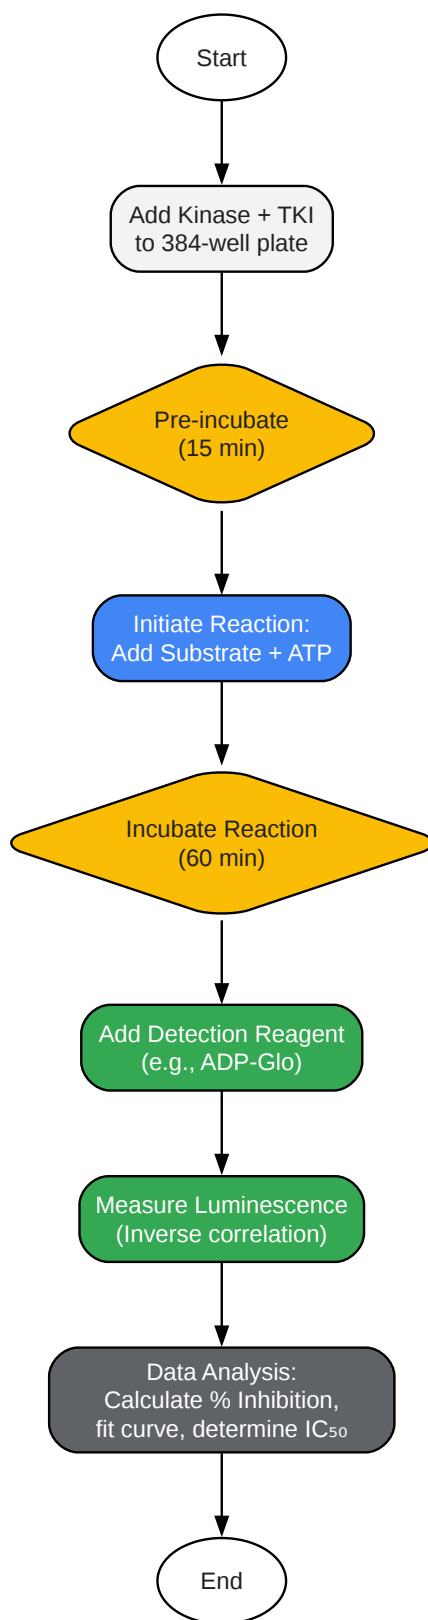 Start
Add Kinase + TKI
to 384-well plate
Pre-incubate
(15 min)
Initiate Reaction:
Add Substrate + ATP
Incubate Reaction
(60 min)
Add Detection Reagent
(e.g., ADP-Glo)
Measure Luminescence
(Inverse correlation)
Data Analysis:
Calculate % Inhibition,
fit curve, determine IC₅₀
End